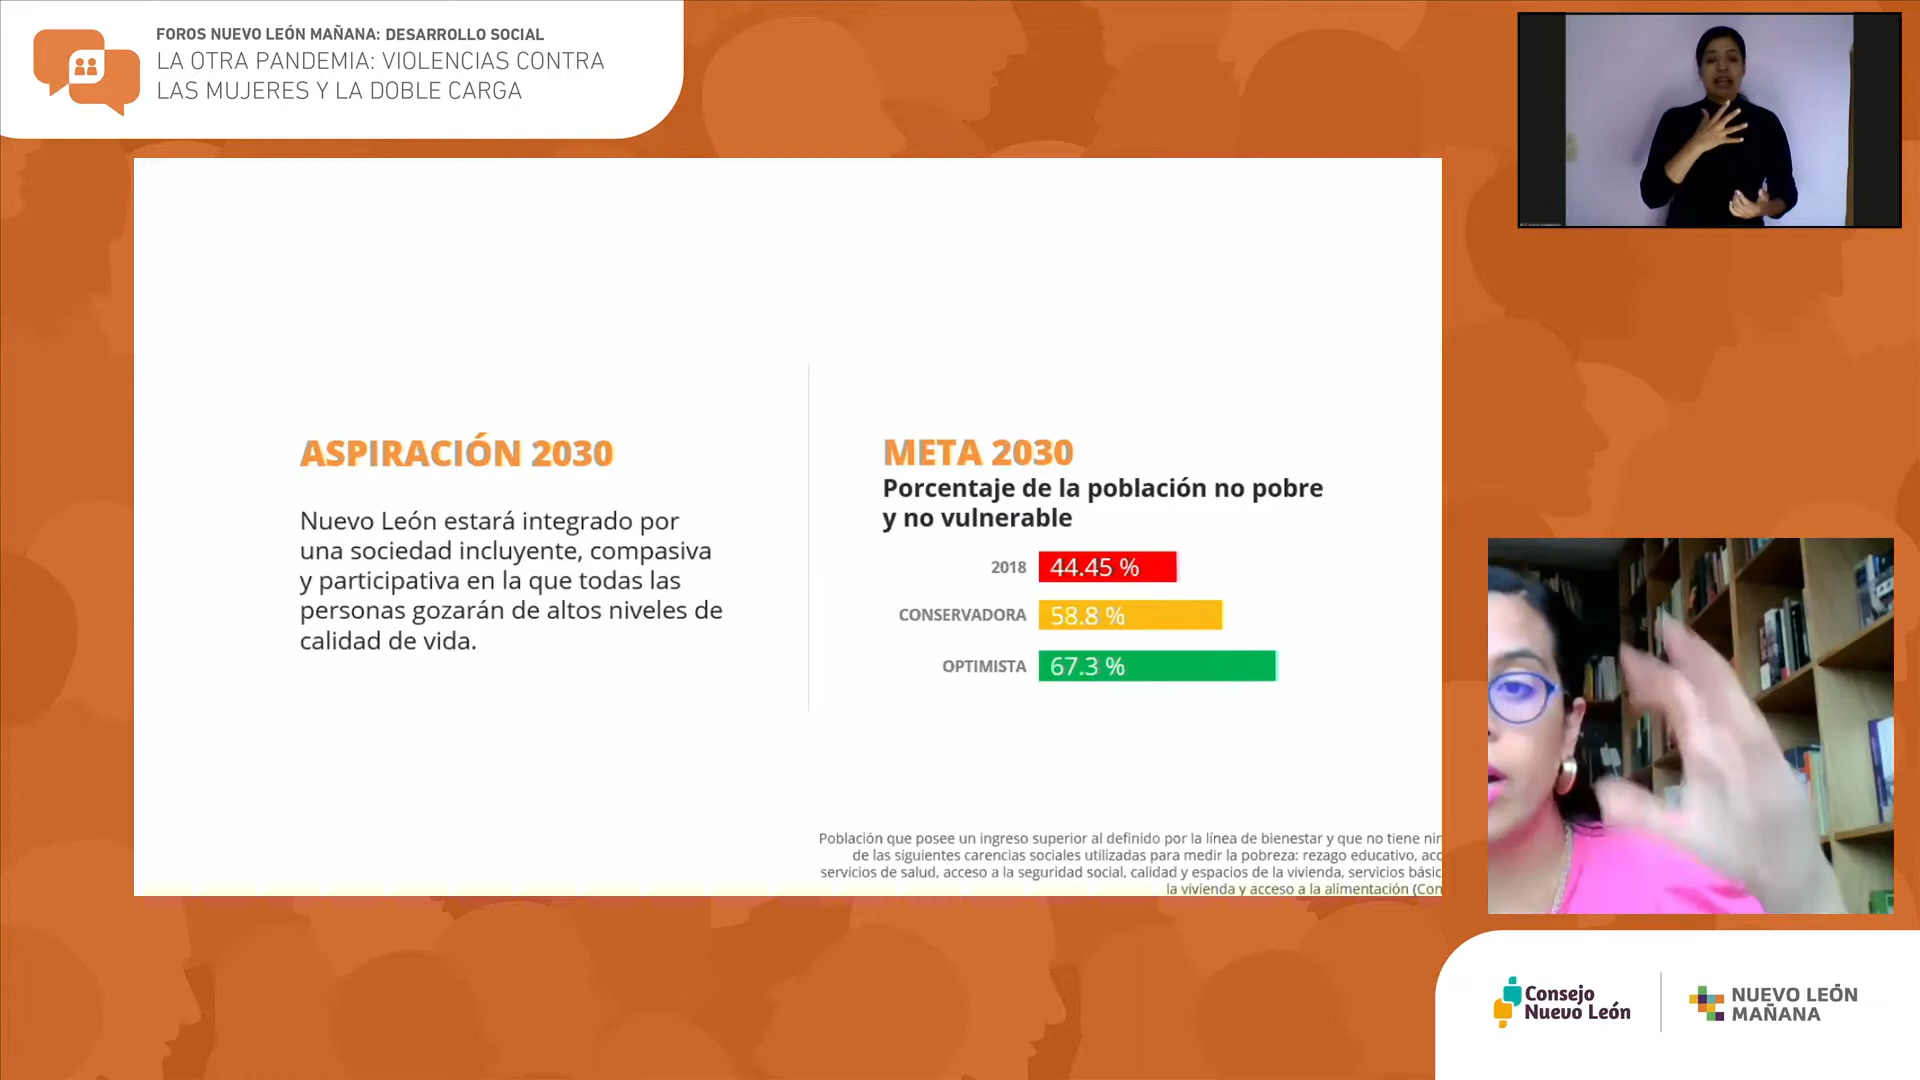 FOROS NUEVO LEÓN MAÑANA: DESARROLLO SOCIAL
LA OTRA PANDEMIA: VIOLENCIAS CONTRA
LAS MUJERES Y LA DOBLE CARGA
ASPIRACIÓN 2030
Nuevo León estará integrado por
una sociedad incluyente, compasiva
y participativa en la que todas las
personas gozarán de altos niveles de
calidad de vida.
META 2030
Porcentaje de la población no pobre
y no vulnerable
2018 44.45 %
CONSERVADORA 58.8 %
OPTIMISTA 67.3 %
Población que posee un ingreso superior al definido por la línea de bienestar y que no tiene nin
de las siguientes carencias sociales utilizadas para medir la pobreza: rezago educativo, acc
servicios de salud, acceso a la seguridad social, calidad y espacios de la vivienda, servicios básic
la vivienda y acceso a la alimentación (Con
Consejo
Nuevo León
NUEVO LEÓN
MAÑANA